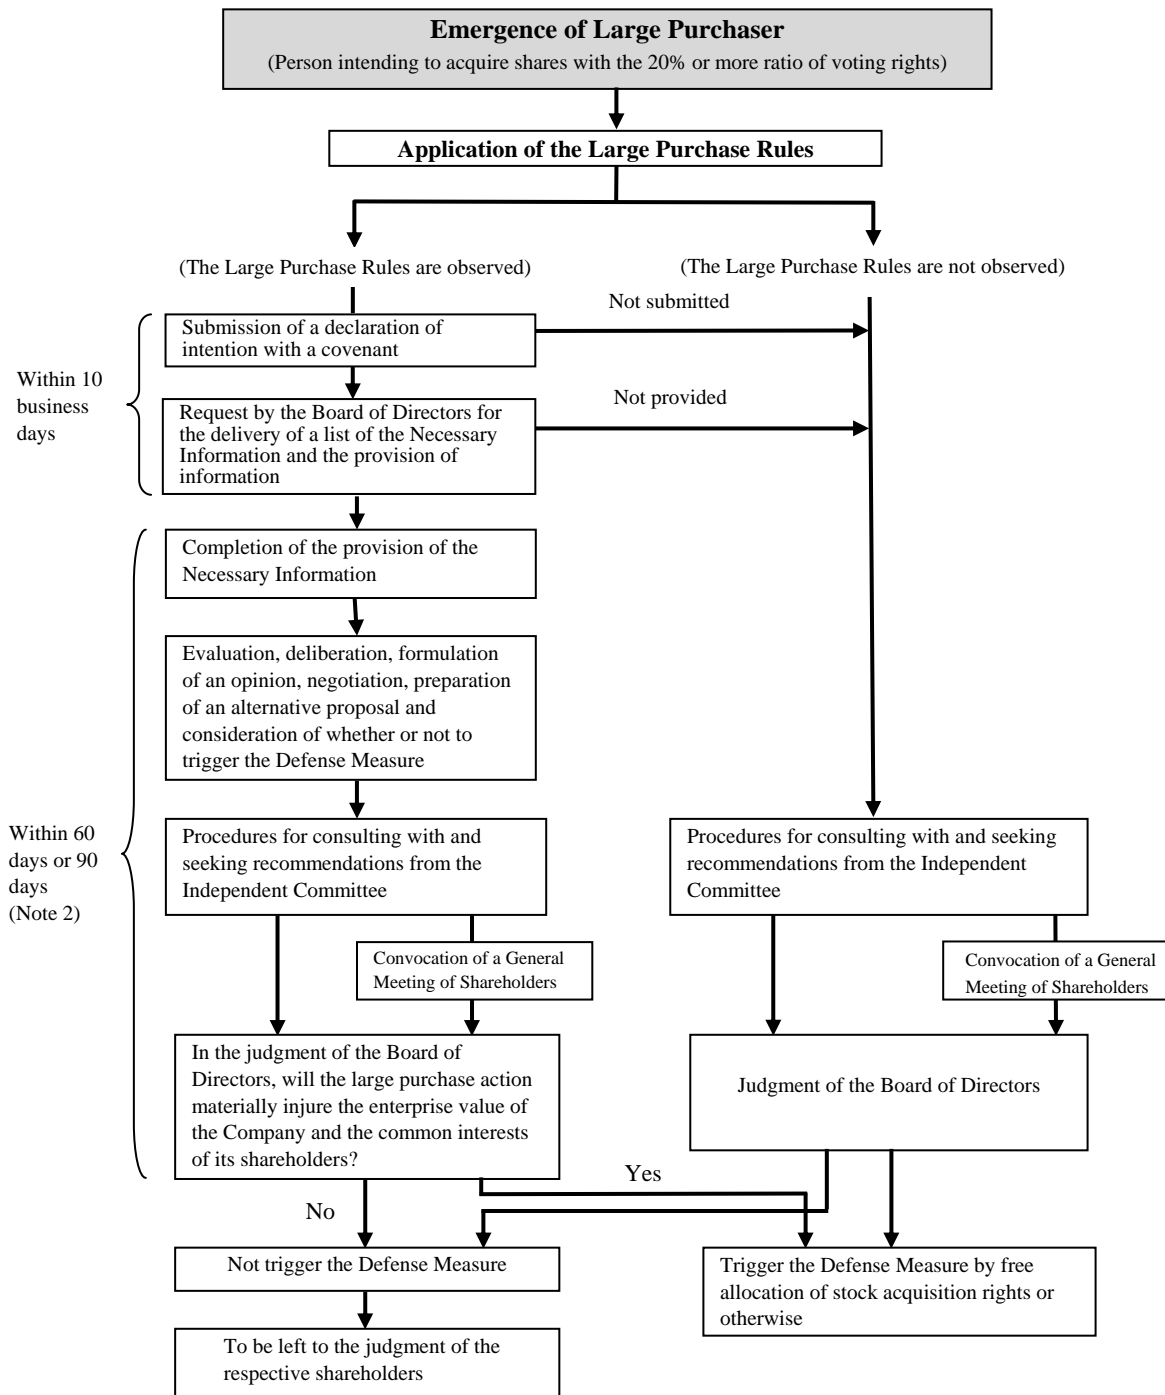 Emergence of Large Purchaser
(Person intending to acquire shares with the 20% or more ratio of voting rights)
Application of the Large Purchase Rules
(The Large Purchase Rules are observed)
(The Large Purchase Rules are not observed)
Not submitted
Submission of a declaration of
intention with a covenant
Within 10
business
days
Not provided
Request by the Board of Directors for
the delivery of a list of the Necessary
Information and the provision of
information
Completion of the provision of the
Necessary Information
Evaluation, deliberation, formulation
of an opinion, negotiation, preparation
of an alternative proposal and
consideration of whether or not to
trigger the Defense Measure
Within 60
days or 90
days
(Note 2)
Procedures for consulting with and
seeking recommendations from the
Independent Committee
Procedures for consulting with and seeking
recommendations from the Independent
Committee
Convocation of a General
Meeting of Shareholders
Convocation of a General
Meeting of Shareholders
In the judgment of the Board of
Directors, will the large purchase action
materially injure the enterprise value of
the Company and the common interests
of its shareholders?
Judgment of the Board of Directors
Yes
No
Not trigger the Defense Measure
Trigger the Defense Measure by free
allocation of stock acquisition rights or
otherwise
To be left to the judgment of the
respective shareholders